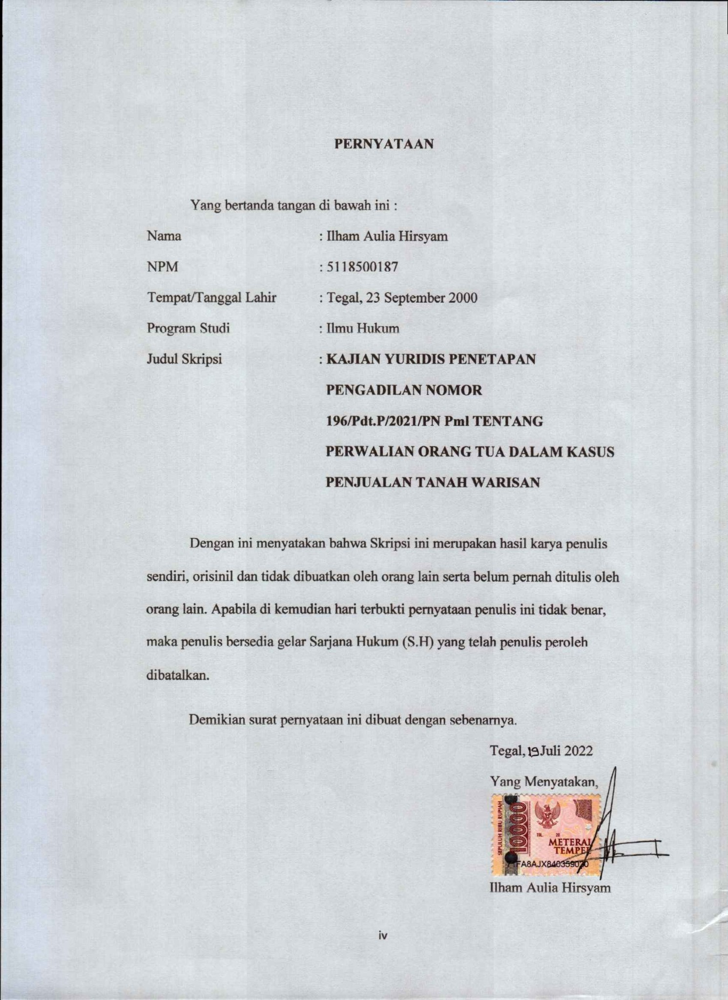 PERNYATAAN
Yang bertanda tangan di bawah ini :
Nama : Ilham Aulia Hirsyam
NPM : 5118500187
Tempat/Tanggal Lahir : Tegal, 23 September 2000
Program Studi : Ilmu Hukum
Judul Skripsi : KAJIAN YURIDIS PENETAPAN
PENGADILAN NOMOR
196/Pdt.P/2021/PN Pml TENTANG
PERWALIAN ORANG TUA DALAM KASUS
PENJUALAN TANAH WARISAN
Dengan ini menyatakan bahwa Skripsi ini merupakan hasil karya penulis
sendiri, orisinil dan tidak dibuatkan oleh orang lain serta belum pernah ditulis oleh
orang lain. Apabila di kemudian hari terbukti pernyataan penulis ini tidak benar,
maka penulis bersedia gelar Sarjana Hukum (S.H) yang telah penulis peroleh
dibatalkan.
Demikian surat pernyataan ini dibuat dengan sebenarnya.
Tegal, 19 Juli 2022
Yang Menyatakan,
SEPULUH RIBU RUPIAH
10000
TGL. 20
METERAI
TEMPEL
Ilham Aulia Hirsyam
iv